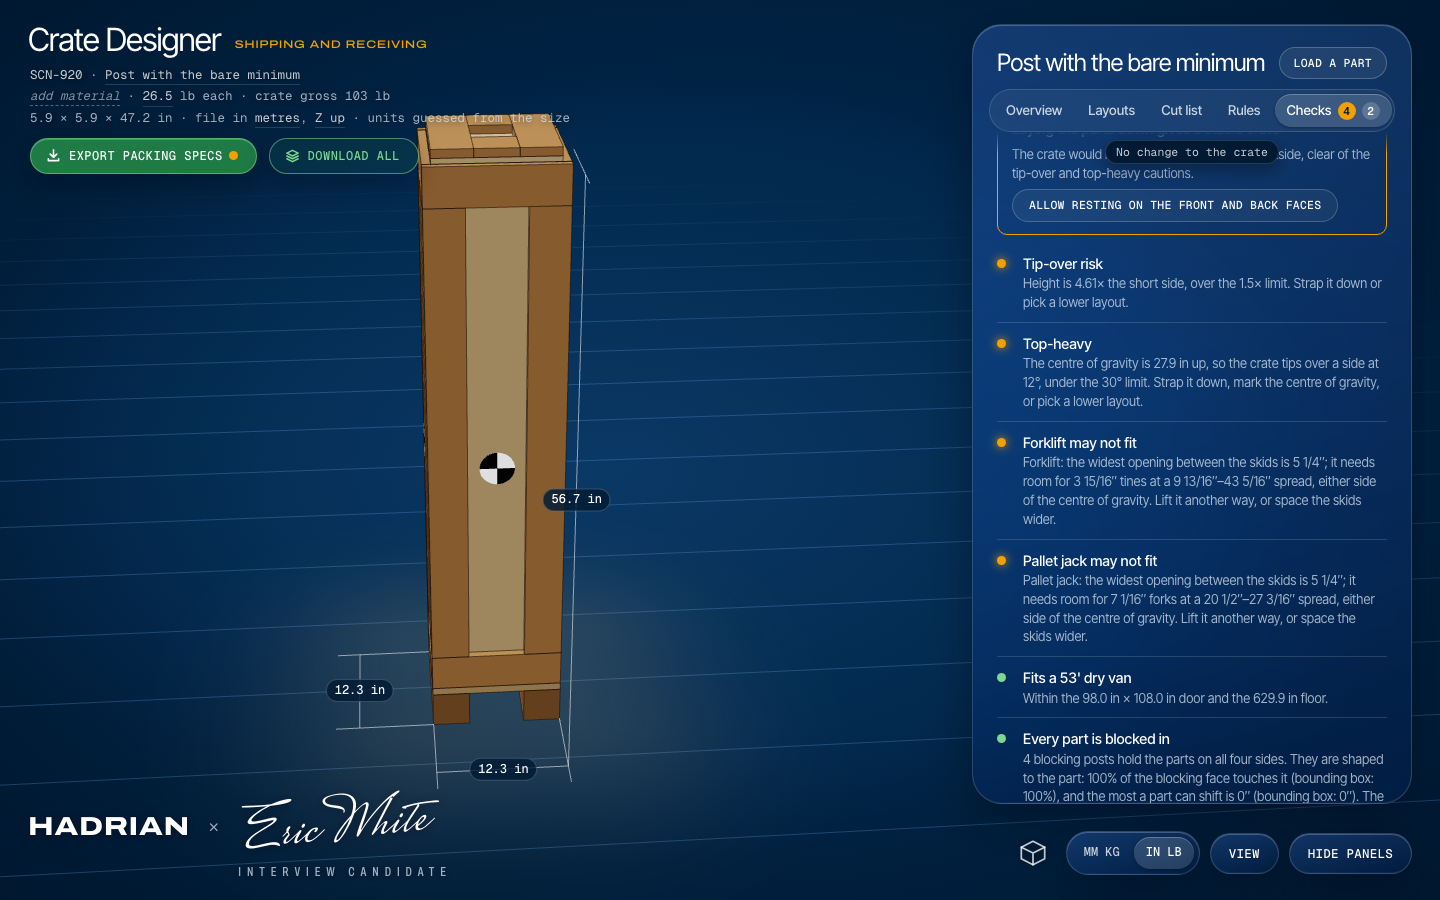 Crate Designer SHIPPING AND RECEIVING
SCN-920 · Post with the bare minimum
add material · 26.5 lb each · crate gross 103 lb
5.9 × 5.9 × 47.2 in · file in metres, Z up · units guessed from the size
EXPORT PACKING SPECS
DOWNLOAD ALL
56.7 in
12.3 in
12.3 in
HADRIAN × Eric White
INTERVIEW CANDIDATE
Post with the bare minimum
LOAD A PART
Overview Layouts Cut list Rules Checks 4 2
No change to the crate
The crate would side, clear of the
tip-over and top-heavy cautions.
ALLOW RESTING ON THE FRONT AND BACK FACES
Tip-over risk
Height is 4.61× the short side, over the 1.5× limit. Strap it down or
pick a lower layout.
Top-heavy
The centre of gravity is 27.9 in up, so the crate tips over a side at
12°, under the 30° limit. Strap it down, mark the centre of gravity,
or pick a lower layout.
Forklift may not fit
Forklift: the widest opening between the skids is 5 1/4″; it needs
room for 3 15/16″ tines at a 9 13/16″–43 5/16″ spread, either side
of the centre of gravity. Lift it another way, or space the skids
wider.
Pallet jack may not fit
Pallet jack: the widest opening between the skids is 5 1/4″; it
needs room for 7 1/16″ forks at a 20 1/2″–27 3/16″ spread, either
side of the centre of gravity. Lift it another way, or space the
skids wider.
Fits a 53' dry van
Within the 98.0 in × 108.0 in door and the 629.9 in floor.
Every part is blocked in
4 blocking posts hold the parts on all four sides. They are shaped
to the part: 100% of the blocking face touches it (bounding box:
100%), and the most a part can shift is 0″ (bounding box: 0″). The
MM KG IN LB
VIEW
HIDE PANELS